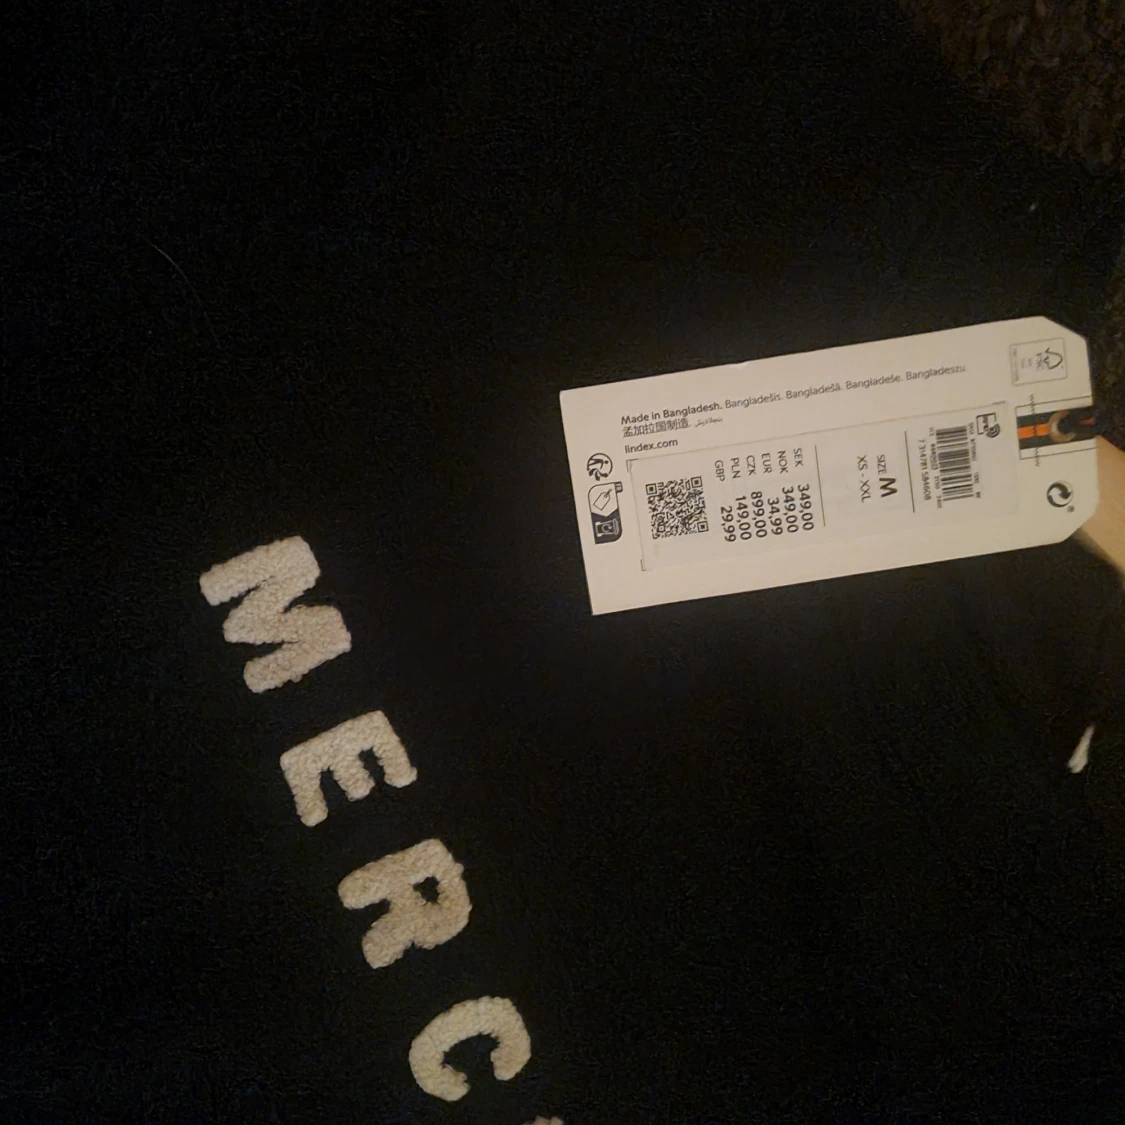 Made in Bangladesh. Bangladešis. Bangladešā. Bangladeše. Bangladeszu
孟加拉国制造.
lindex.com
SIZE M
XS - XXL
SEK 349,00
NOK 349,00
EUR 34,99
CZK 899,00
PLN 149,00
GBP 29,99
FSC
MERC